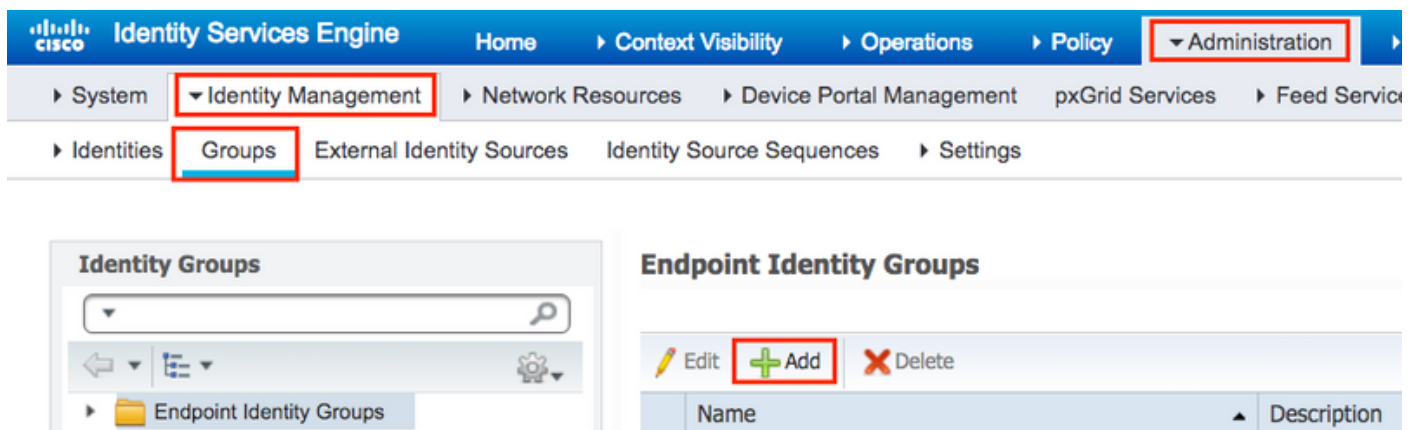 cisco Identity Services Engine Home Context Visibility Operations Policy Administration
System Identity Management Network Resources Device Portal Management pxGrid Services Feed Service
Identities Groups External Identity Sources Identity Source Sequences Settings
Identity Groups
Endpoint Identity Groups
Edit Add Delete
Endpoint Identity Groups
Name Description